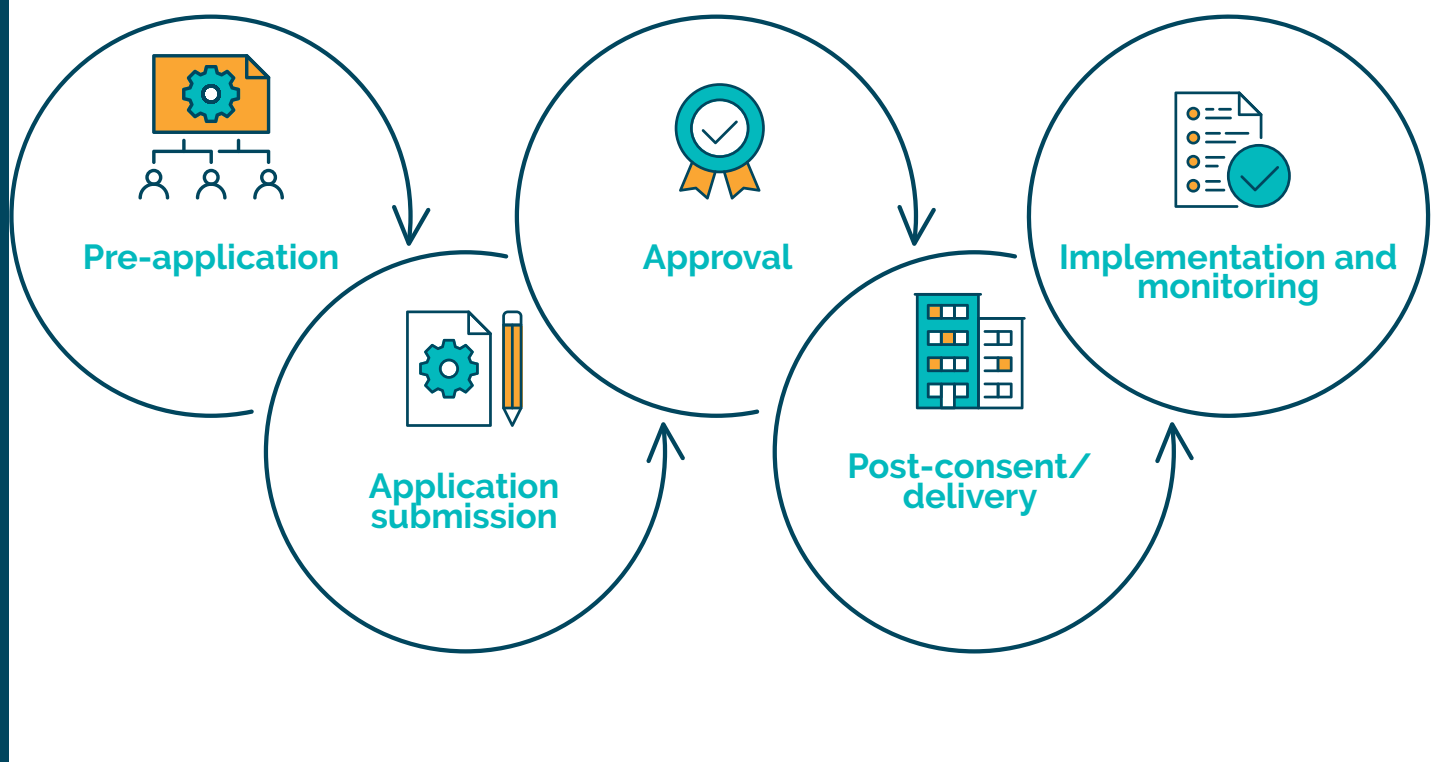 Pre-application
Application
submission
Approval
Post-consent/
delivery
Implementation and
monitoring